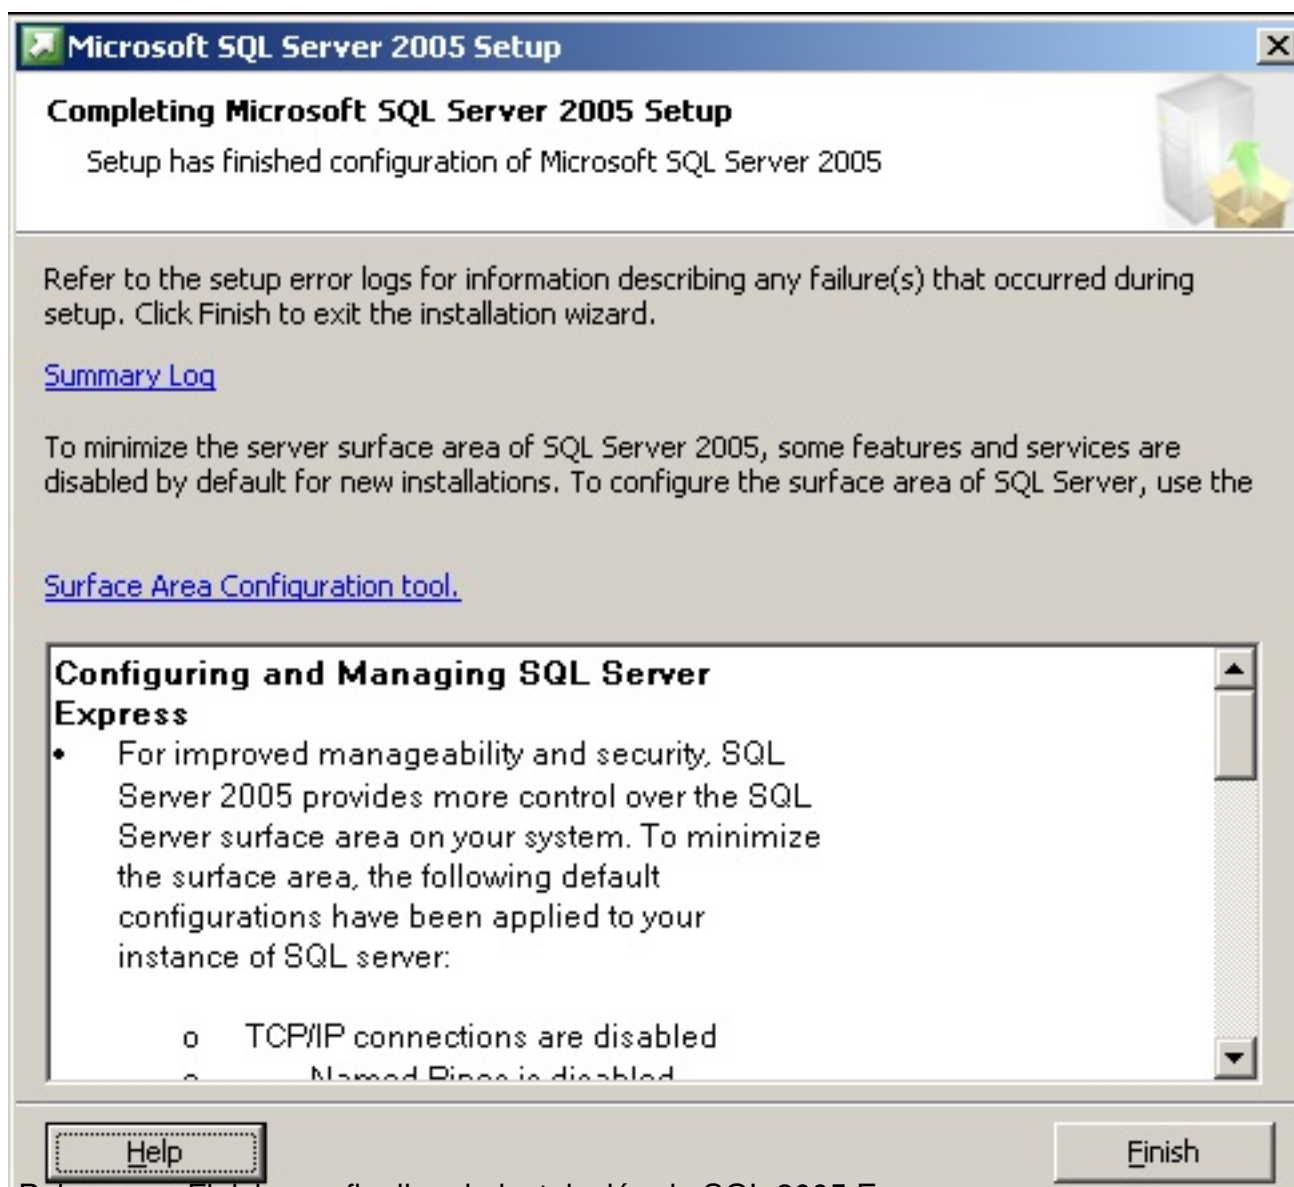 Microsoft SQL Server 2005 Setup
Completing Microsoft SQL Server 2005 Setup
Setup has finished configuration of Microsoft SQL Server 2005
Refer to the setup error logs for information describing any failure(s) that occurred during
setup. Click Finish to exit the installation wizard.
Summary Log
To minimize the server surface area of SQL Server 2005, some features and services are
disabled by default for new installations. To configure the surface area of SQL Server, use the
Surface Area Configuration tool.
Configuring and Managing SQL Server
Express
• For improved manageability and security, SQL
Server 2005 provides more control over the SQL
Server surface area on your system. To minimize
the surface area, the following default
configurations have been applied to your
instance of SQL server:
o TCP/IP connections are disabled
o Named Pipes is disabled
Help
Finish